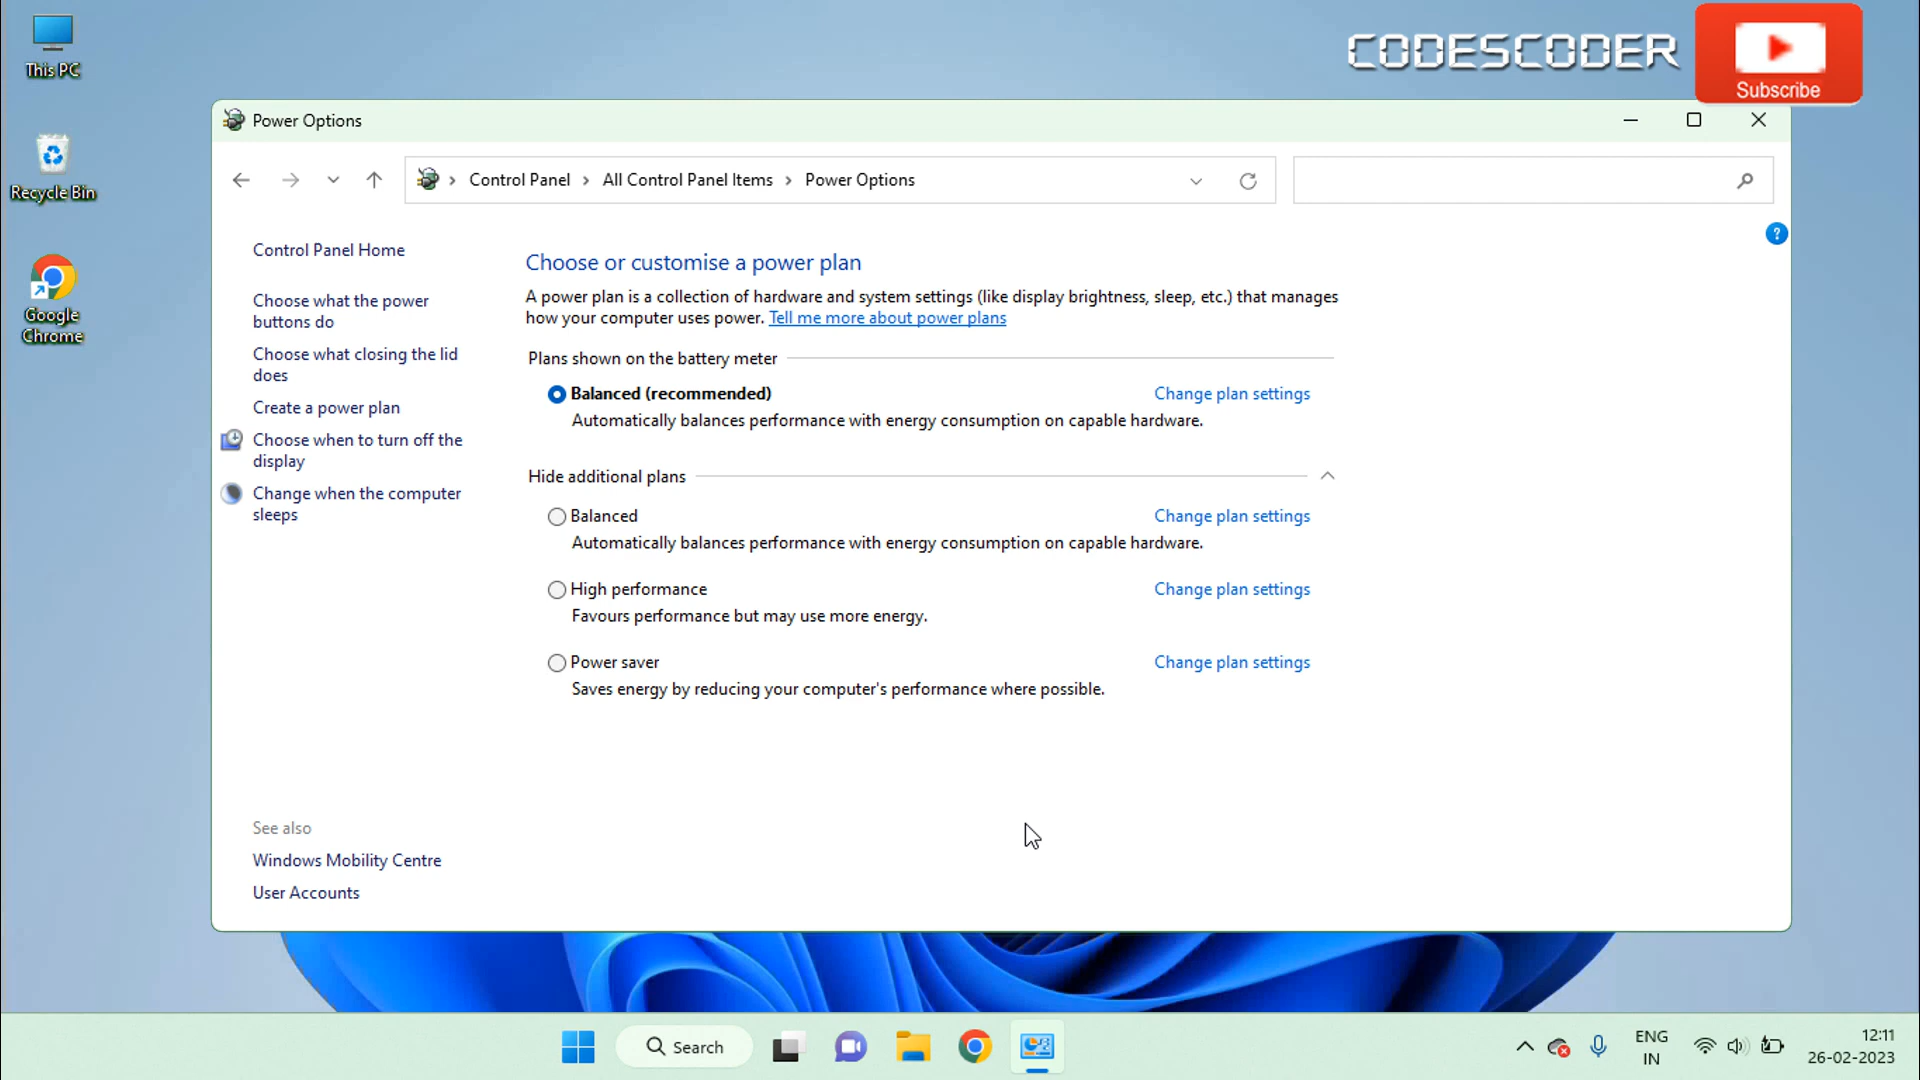 This PC
CODESCODER
Subscribe
Power Options
Recycle Bin
Control Panel
All Control Panel Items
Power Options
Google
Chrome
Control Panel Home
Choose what the power
buttons do
Choose what closing the lid
does
Create a power plan
Choose when to turn off the
display
Change when the computer
sleeps
Choose or customise a power plan
A power plan is a collection of hardware and system settings (like display brightness, sleep, etc.) that manages
how your computer uses power. Tell me more about power plans
Plans shown on the battery meter
Balanced (recommended) Change plan settings
Automatically balances performance with energy consumption on capable hardware.
Hide additional plans
Balanced Change plan settings
Automatically balances performance with energy consumption on capable hardware.
High performance Change plan settings
Favours performance but may use more energy.
Power saver Change plan settings
Saves energy by reducing your computer's performance where possible.
See also
Windows Mobility Centre
User Accounts
Search
ENG
IN
12:11
26-02-2023